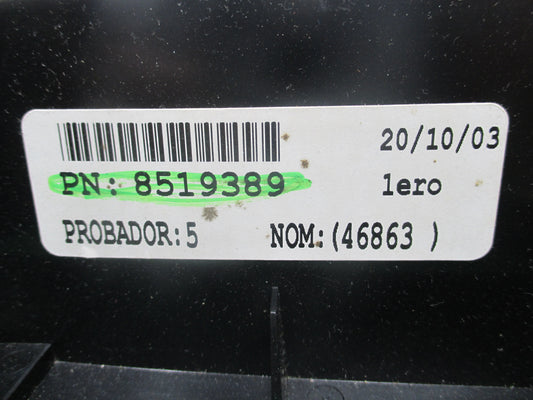 20/10/03
PN: 8519389
1ero
PROBADOR:5
NOM:(46863 )